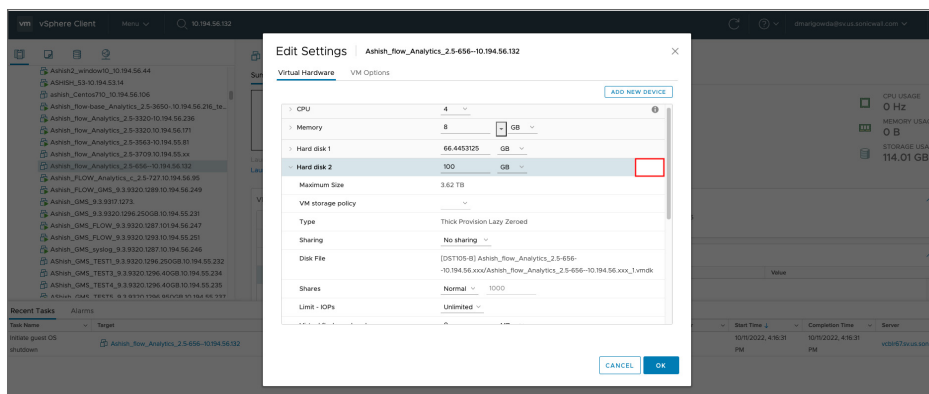 vm vSphere Client Menu 10.194.56.132
Ashish2_window10_10.194.56.44
ASHISH_53-10.194.53.14
ashish_Centos710_10.194.56.106
Ashish_flow-base_Analytics_2.5-3650--10.194.56.216_te...
Ashish_flow_Analytics_2.5-3320-10.194.56.236
Ashish_flow_Analytics_2.5-3320.10.194.56.171
Ashish_flow_Analytics_2.5-3563-10.194.55.81
Ashish_flow_Analytics_2.5-3709.10.194.55.xx
Ashish_flow_Analytics_2.5-656--10.194.56.132
Ashish_FLOW_Analytics_c_2.5-727.10.194.56.95
Ashish_FLOW_GMS_9.3.9320.1289.10.194.56.249
Ashish_GMS_9.3.9317.1273.
Ashish_GMS_9.3.9320.1296.250GB.10.194.55.231
Ashish_GMS_FLOW_9.3.9320.1287.101.94.56.247
Ashish_GMS_FLOW_9.3.9320.1293.10.194.55.251
Ashish_GMS_syslog_9.3.9320.1287.10.194.56.246
AShish_GMS_TEST1_9.3.9320.1296.250GB.10.194.55.232
AShish_GMS_TEST3_9.3.9320.1296.40GB.10.194.55.234
AShish_GMS_TEST4_9.3.9320.1296.40GB.10.194.55.235
Edit Settings Ashish_flow_Analytics_2.5-656--10.194.56.132
Virtual Hardware VM Options
ADD NEW DEVICE
CPU 4
Memory 8 GB
Hard disk 1 66.4453125 GB
Hard disk 2 100 GB
Maximum Size 3.62 TB
VM storage policy
Type Thick Provision Lazy Zeroed
Sharing No sharing
Disk File [DST105-B] Ashish_flow_Analytics_2.5-656-
-10.194.56.xxx/Ashish_flow_Analytics_2.5-656--10.194.56.xxx_1.vmdk
Shares Normal 1000
Limit - IOPs Unlimited
CANCEL OK
CPU USAGE
0 Hz
0 B
114.01 GB
Value
Recent Tasks Alarms
Task Name Target
Initiate guest OS
shutdown
Ashish_flow_Analytics_2.5-656--10.194.56.132
Start Time Completion Time Server
10/11/2022, 4:16:31
PM
10/11/2022, 4:16:31
PM